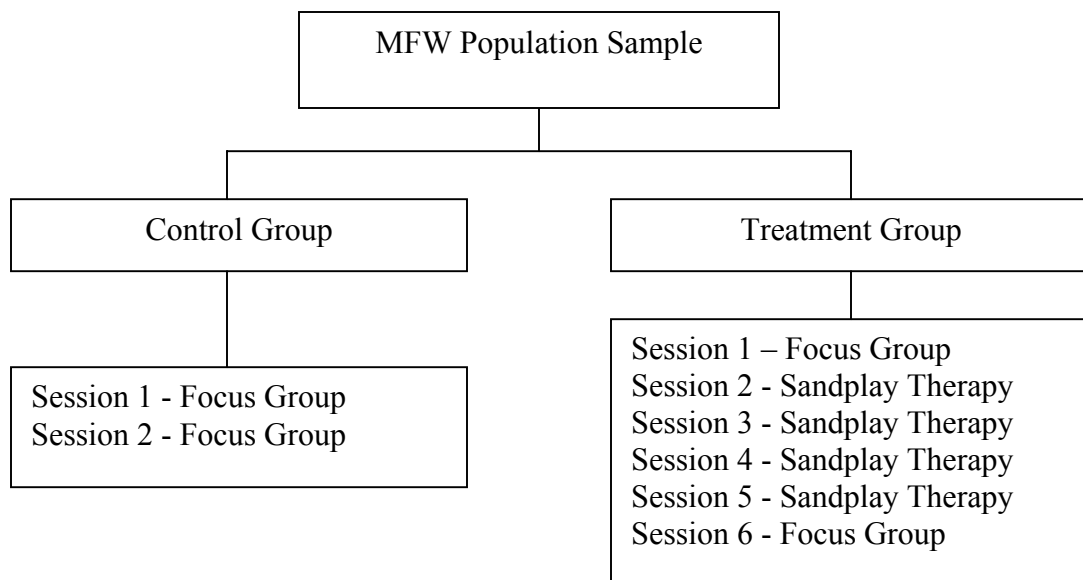 MFW Population Sample
Control Group
Treatment Group
Session 1 - Focus Group
Session 2 - Focus Group
Session 1 – Focus Group
Session 2 - Sandplay Therapy
Session 3 - Sandplay Therapy
Session 4 - Sandplay Therapy
Session 5 - Sandplay Therapy
Session 6 - Focus Group